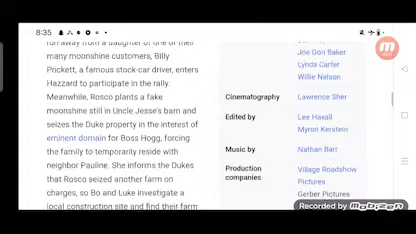 8:35
run away from a daughter of one of their
many moonshine customers, Billy
Prickett, a famous stock-car driver, enters
Hazzard to participate in the rally.
Meanwhile, Rosco plants a fake
moonshine still in Uncle Jesse's barn and
seizes the Duke property in the interest of
eminent domain for Boss Hogg, forcing
the family to temporarily reside with
neighbor Pauline. She informs the Dukes
that Rosco seized another farm on
charges, so Bo and Luke investigate a
local construction site and find their farm
Joe Don Baker
Lynda Carter
Willie Nelson
Cinematography Lawrence Sher
Edited by Lee Haxall
Myron Kerstein
Music by Nathan Barr
Production Village Roadshow
companies Pictures
Gerber Pictures
Recorded by mobizen